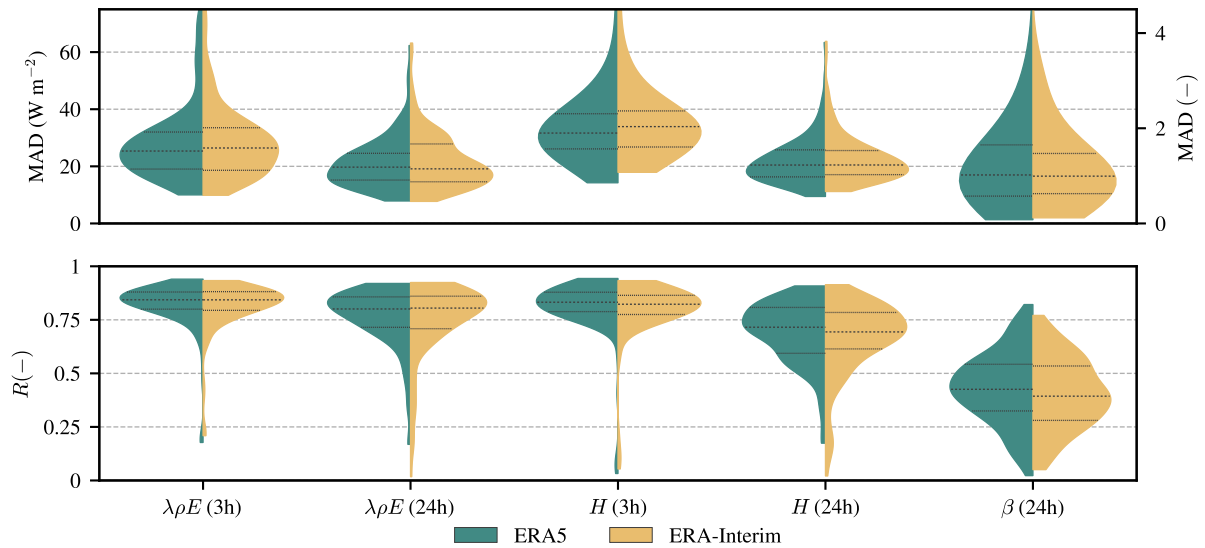 MAD (W m⁻²)
60
40
20
0
4
2
0
MAD (−)
R(−)
1
0.75
0.5
0.25
0
λρE (3h) λρE (24h) H (3h) H (24h) β (24h)
ERA5 ERA-Interim